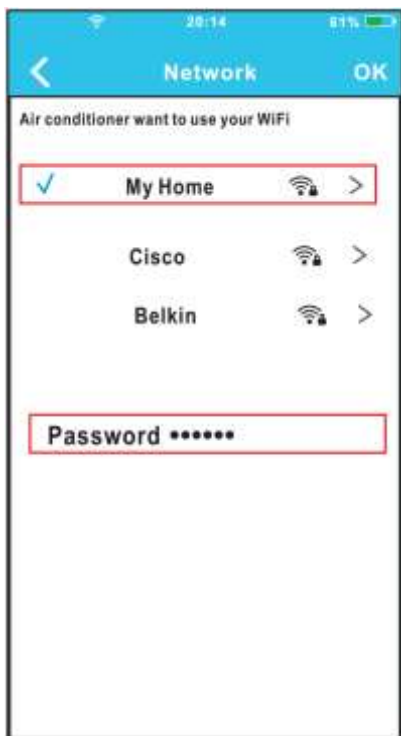 20:14 61%
Network OK
Air conditioner want to use your WiFi
My Home
Cisco
Belkin
Password ••••••